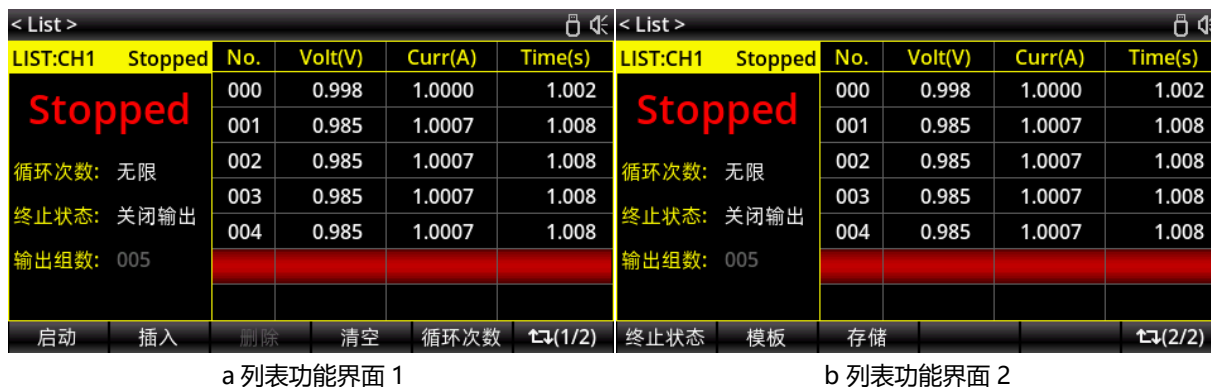 < List >
LIST:CH1 Stopped No. Volt(V) Curr(A) Time(s)
Stopped
循环次数: 无限
终止状态: 关闭输出
输出组数: 005
000 0.998 1.0000 1.002
001 0.985 1.0007 1.008
002 0.985 1.0007 1.008
003 0.985 1.0007 1.008
004 0.985 1.0007 1.008
启动 插入 删除 清空 循环次数 (1/2)
a 列表功能界面 1
< List >
LIST:CH1 Stopped No. Volt(V) Curr(A) Time(s)
Stopped
循环次数: 无限
终止状态: 关闭输出
输出组数: 005
000 0.998 1.0000 1.002
001 0.985 1.0007 1.008
002 0.985 1.0007 1.008
003 0.985 1.0007 1.008
004 0.985 1.0007 1.008
终止状态 模板 存储 (2/2)
b 列表功能界面 2